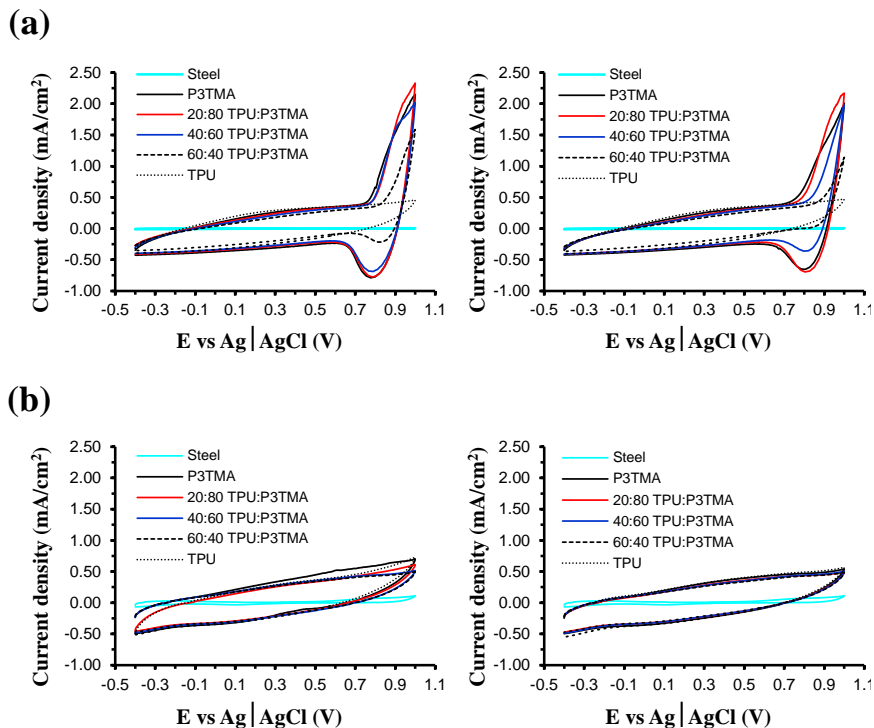 (a)
Current density (mA/cm²)
2.50
2.00
1.50
1.00
0.50
0.00
-0.50
-1.00
Steel
P3TMA
20:80 TPU:P3TMA
40:60 TPU:P3TMA
60:40 TPU:P3TMA
TPU
-0.5 -0.3 -0.1 0.1 0.3 0.5 0.7 0.9 1.1
E vs Ag|AgCl (V)
Current density (mA/cm²)
2.50
2.00
1.50
1.00
0.50
0.00
-0.50
-1.00
Steel
P3TMA
20:80 TPU:P3TMA
40:60 TPU:P3TMA
60:40 TPU:P3TMA
TPU
-0.5 -0.3 -0.1 0.1 0.3 0.5 0.7 0.9 1.1
E vs Ag|AgCl (V)
(b)
Current density (mA/cm²)
2.50
2.00
1.50
1.00
0.50
0.00
-0.50
-1.00
Steel
P3TMA
20:80 TPU:P3TMA
40:60 TPU:P3TMA
60:40 TPU:P3TMA
TPU
-0.5 -0.3 -0.1 0.1 0.3 0.5 0.7 0.9 1.1
E vs Ag|AgCl (V)
Current density (mA/cm²)
2.50
2.00
1.50
1.00
0.50
0.00
-0.50
-1.00
Steel
P3TMA
20:80 TPU:P3TMA
40:60 TPU:P3TMA
60:40 TPU:P3TMA
TPU
-0.5 -0.3 -0.1 0.1 0.3 0.5 0.7 0.9 1.1
E vs Ag|AgCl (V)